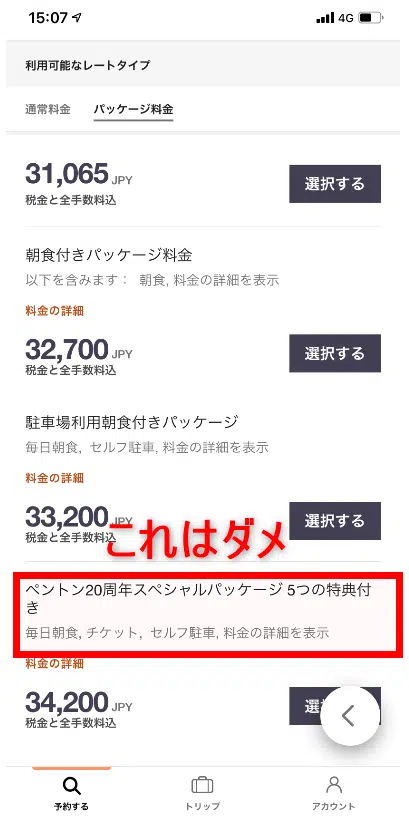 15:07
4G
利用可能なレートタイプ
通常料金 パッケージ料金
31,065 JPY 選択する
税金と全手数料込
朝食付きパッケージ料金
以下を含みます： 朝食, 料金の詳細を表示
料金の詳細
32,700 JPY 選択する
税金と全手数料込
駐車場利用朝食付きパッケージ
毎日朝食, セルフ駐車, 料金の詳細を表示
料金の詳細
33,200 JPY 選択する
税金と全手数料込
これはダメ
ペントン20周年スペシャルパッケージ 5つの特典付
き
毎日朝食, チケット, セルフ駐車, 料金の詳細を表示
料金の詳細
34,200 JPY 選
税金と全手数料込
予約する トリップ アカウント